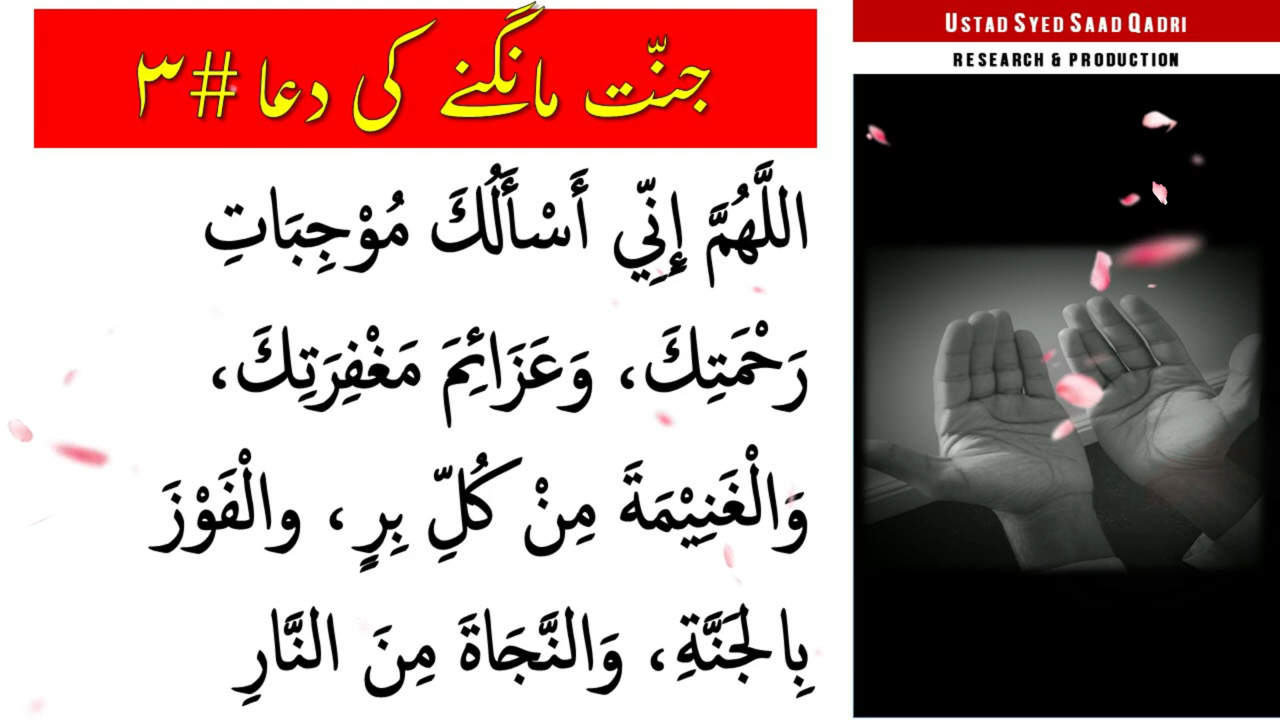 جنّت مانگنے کی دعا #۳
اللَّهُمَّ إِنِّي أَسْأَلُكَ مُوْجِبَاتِ
رَحْمَتِكَ، وَعَزَائِمَ مَغْفِرَتِكَ،
وَالْغَنِيْمَةَ مِنْ كُلِّ بِرٍ، والْفَوْزَ
بِالجَنَّةِ، وَالنَّجَاةَ مِنَ النَّارِ
USTAD SYED SAAD QADRI
RESEARCH & PRODUCTION